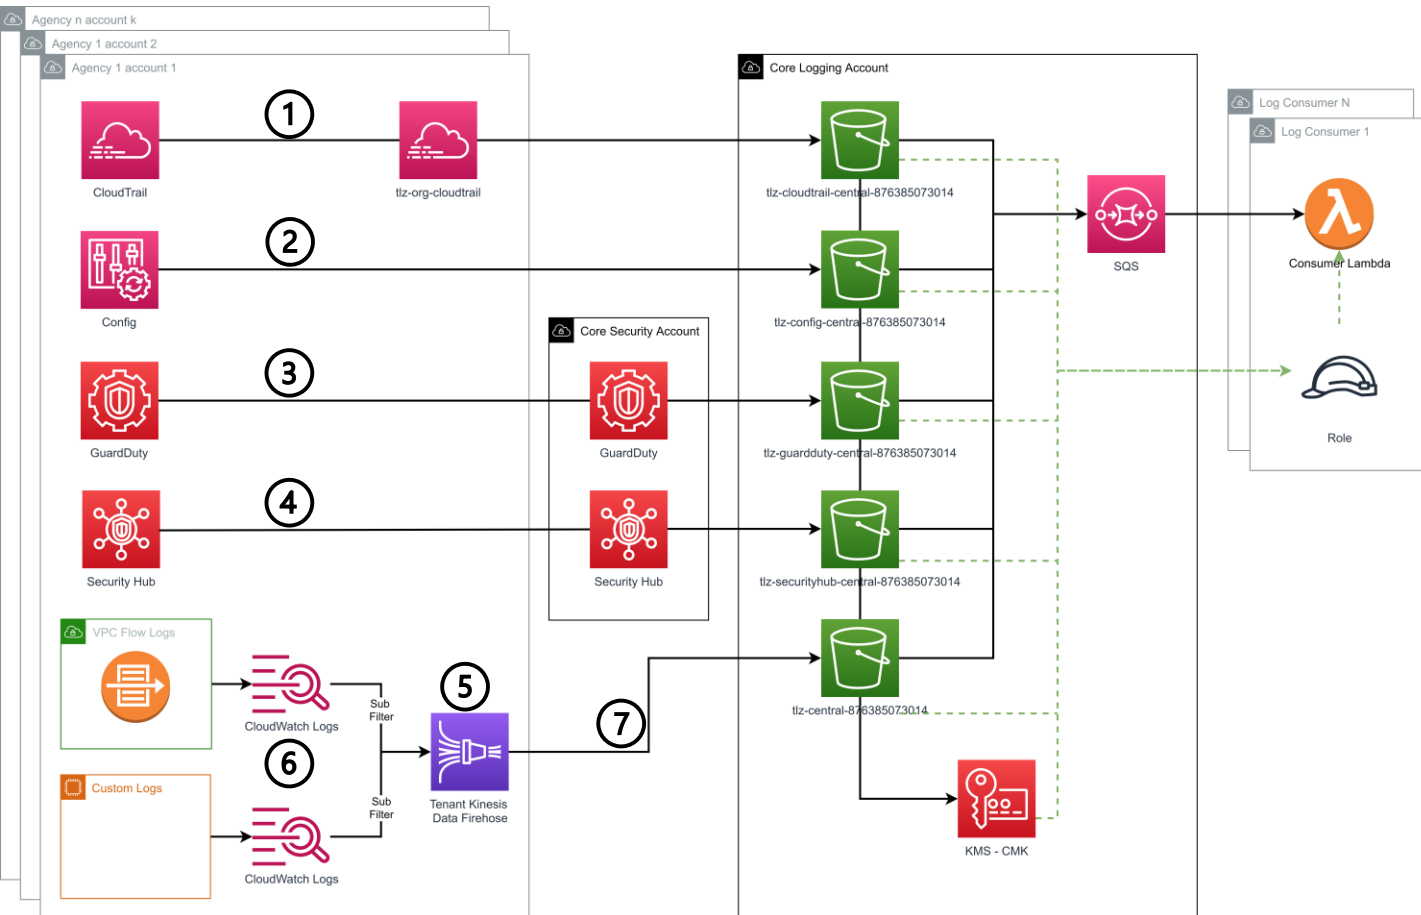 Agency n account k
Agency 1 account 2
Agency 1 account 1
Core Logging Account
Log Consumer N
Log Consumer 1
1
CloudTrail
tlz-org-cloudtrail
tlz-cloudtrail-central-876385073014
SQS
Consumer Lambda
2
Config
tlz-config-central-876385073014
Core Security Account
3
GuardDuty
GuardDuty
tlz-guardduty-central-876385073014
Role
4
Security Hub
Security Hub
tlz-securityhub-central-876385073014
VPC Flow Logs
CloudWatch Logs
Sub
Filter
5
7
tlz-central-876385073014
6
Custom Logs
Sub
Filter
Tenant Kinesis
Data Firehose
CloudWatch Logs
KMS - CMK